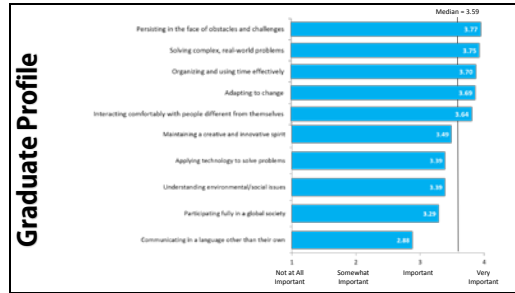 Graduate Profile
Median = 3.59
Persisting in the face of obstacles and challenges 3.77
Solving complex, real-world problems 3.75
Organizing and using time effectively 3.70
Adapting to change 3.69
Interacting comfortably with people different from themselves 3.64
Maintaining a creative and innovative spirit 3.49
Applying technology to solve problems 3.39
Understanding environmental/social issues 3.39
Participating fully in a global society 3.29
Communicating in a language other than their own
1 2 3 4
Not at All Important
Somewhat Important
Important
Very Important